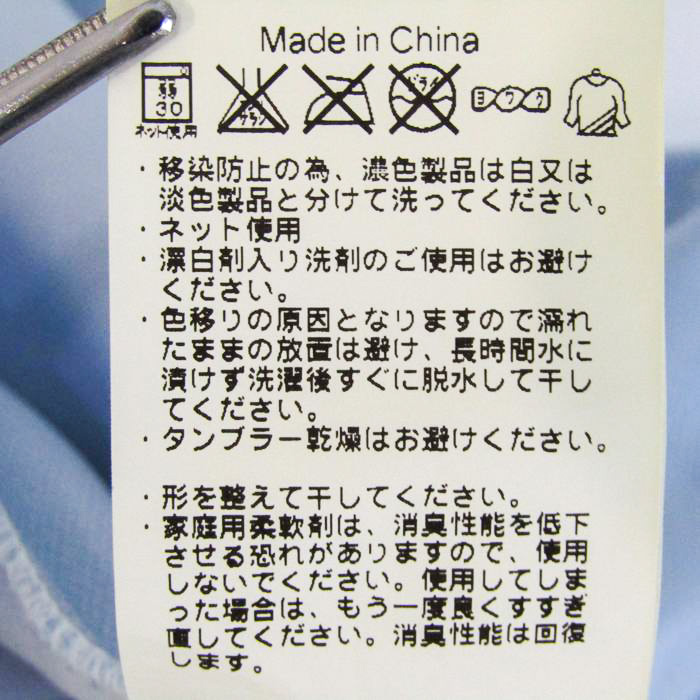 Made in China
弱
30
ネット使用
エンソ
サラシ
ドライ
ヨワク
・移染防止の為、濃色製品は白又は
淡色製品と分けて洗ってください。
・ネット使用
・漂白剤入り洗剤のご使用はお避け
ください。
・色移りの原因となりますので濡れ
たままの放置は避け、長時間水に
漬けず洗濯後すぐに脱水して干し
てください。
・タンブラー乾燥はお避けください。
・形を整えて干してください。
・家庭用柔軟剤は、消臭性能を低下
させる恐れがありますので、使用
しないでください。使用してしま
った場合は、もう一度良くすすぎ
直してください。消臭性能は回復
します。